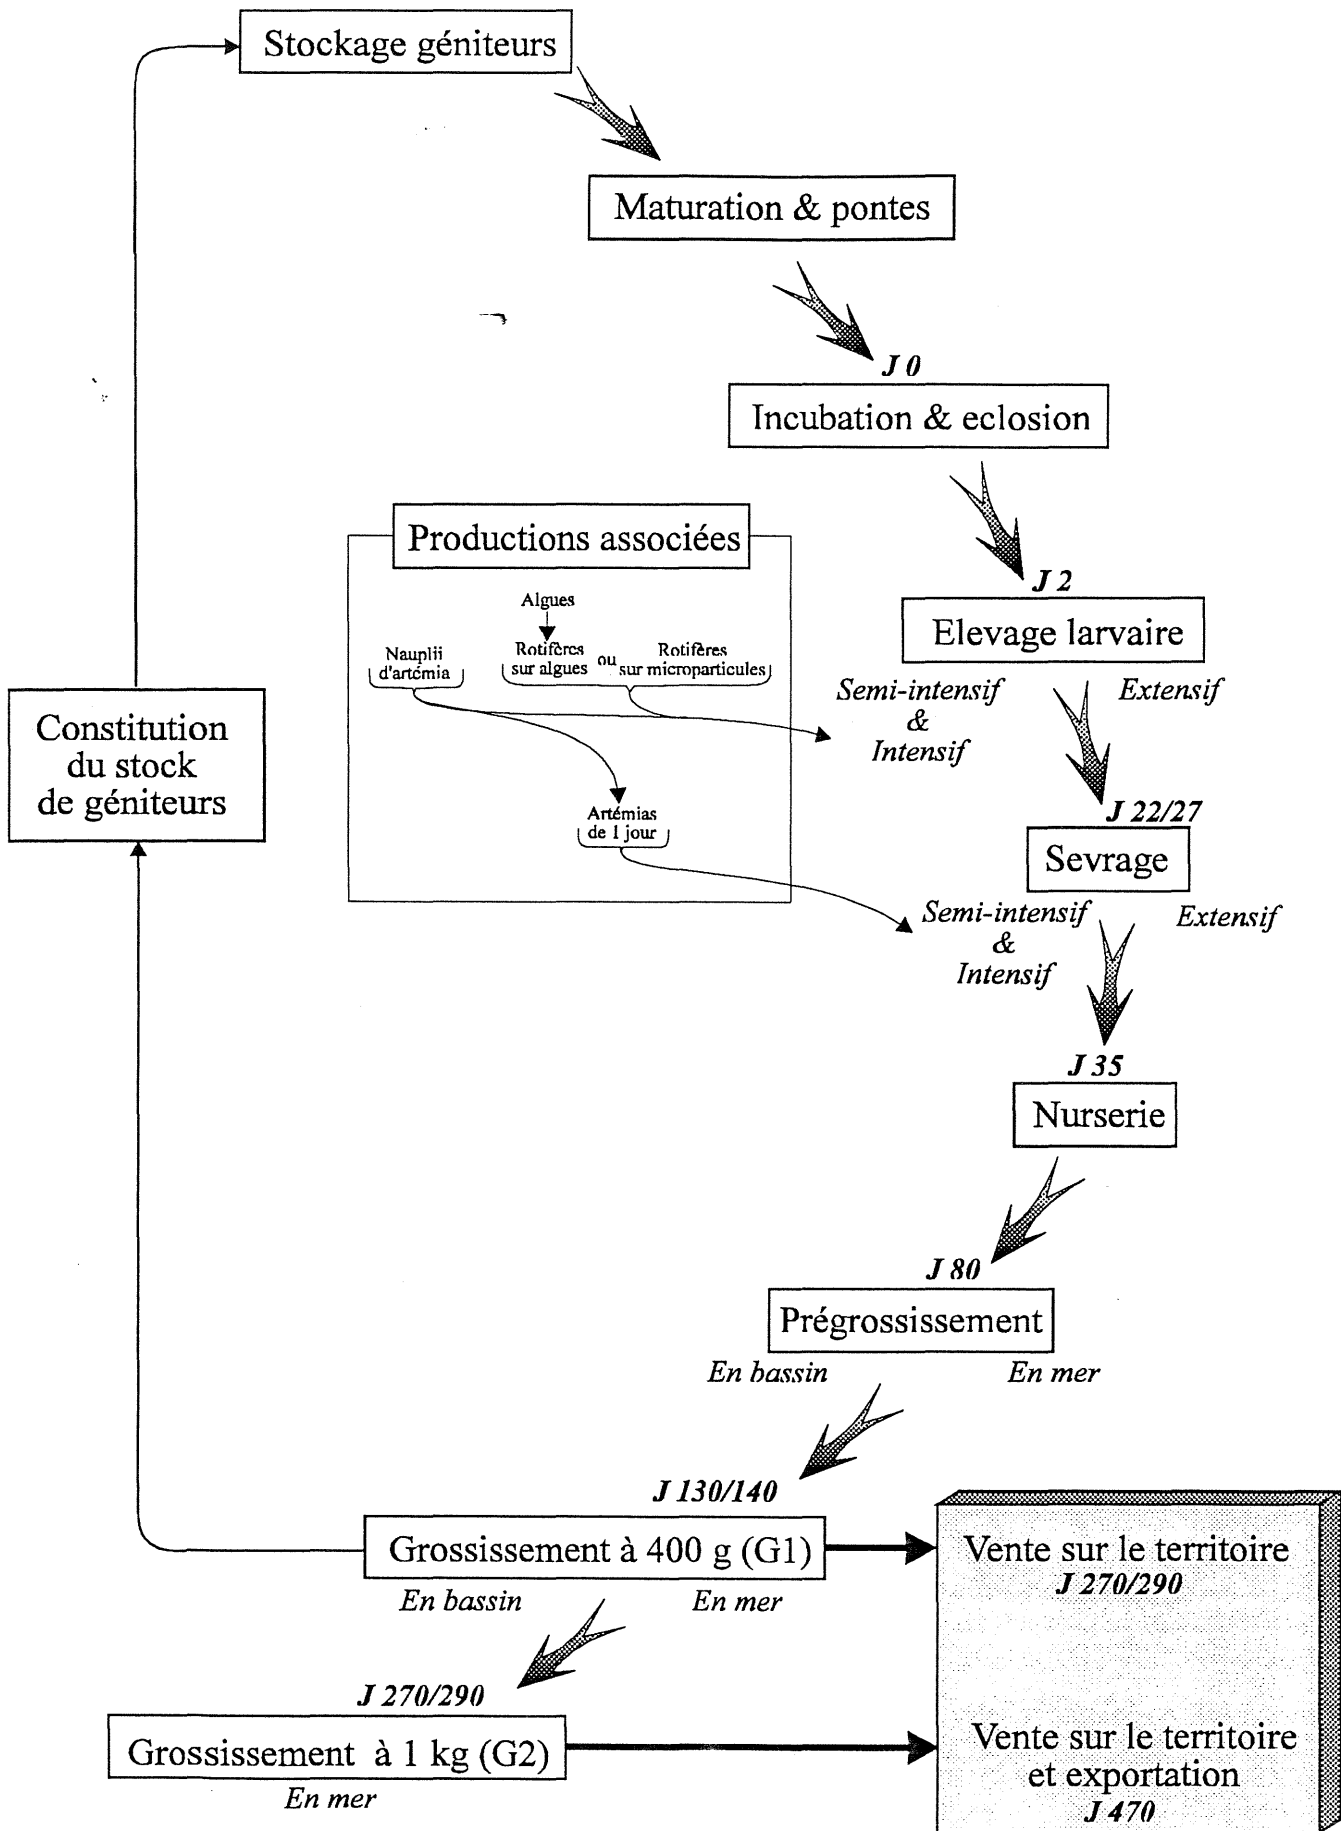 Stockage géniteurs
Maturation & pontes
J 0
Incubation & eclosion
Productions associées
Algues
Nauplii
d'artémia
Rotifères
sur algues
ou
Rotifères
sur microparticules
Artémias
de 1 jour
J 2
Elevage larvaire
Semi-intensif
&
Intensif
Extensif
Constitution
du stock
de géniteurs
J 22/27
Sevrage
Semi-intensif
&
Intensif
Extensif
J 35
Nurserie
J 80
Prégrossissement
En bassin
En mer
J 130/140
Grossissement à 400 g (G1)
En bassin
En mer
Vente sur le territoire
J 270/290
J 270/290
Grossissement à 1 kg (G2)
En mer
Vente sur le territoire
et exportation
J 470